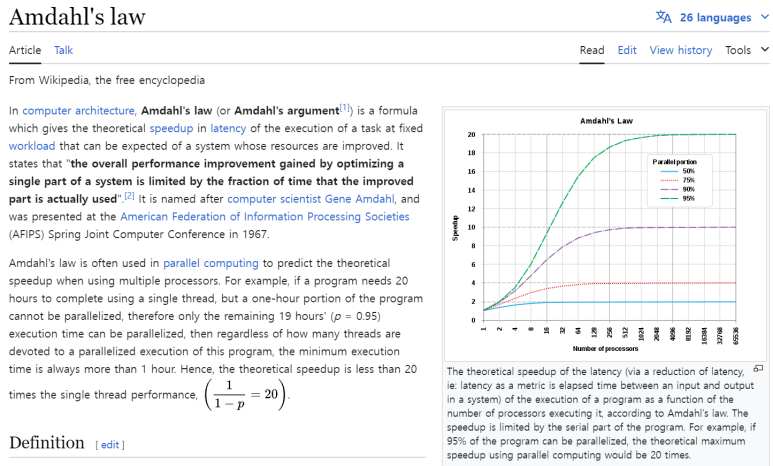 Amdahl's law
26 languages
Article Talk
Read Edit View history Tools
From Wikipedia, the free encyclopedia
In computer architecture, Amdahl's law (or Amdahl's argument[1]) is a formula
which gives the theoretical speedup in latency of the execution of a task at fixed
workload that can be expected of a system whose resources are improved. It
states that "the overall performance improvement gained by optimizing a
single part of a system is limited by the fraction of time that the improved
part is actually used".[2] It is named after computer scientist Gene Amdahl, and
was presented at the American Federation of Information Processing Societies
(AFIPS) Spring Joint Computer Conference in 1967.
Amdahl's law is often used in parallel computing to predict the theoretical
speedup when using multiple processors. For example, if a program needs 20
hours to complete using a single thread, but a one-hour portion of the program
cannot be parallelized, therefore only the remaining 19 hours' (p = 0.95)
execution time can be parallelized, then regardless of how many threads are
devoted to a parallelized execution of this program, the minimum execution
time is always more than 1 hour. Hence, the theoretical speedup is less than 20
times the single thread performance, (1/(1 − p) = 20).
Definition [ edit ]
Amdahl's Law
Speedup
20
18
16
14
12
10
8
6
4
2
0
Parallel portion
50%
75%
90%
95%
1 2 4 8 16 32 64 128 256 512 1024 2048 4096 8192 16384 32768 65536
Number of processors
The theoretical speedup of the latency (via a reduction of latency,
ie: latency as a metric is elapsed time between an input and output
in a system) of the execution of a program as a function of the
number of processors executing it, according to Amdahl's law. The
speedup is limited by the serial part of the program. For example, if
95% of the program can be parallelized, the theoretical maximum
speedup using parallel computing would be 20 times.